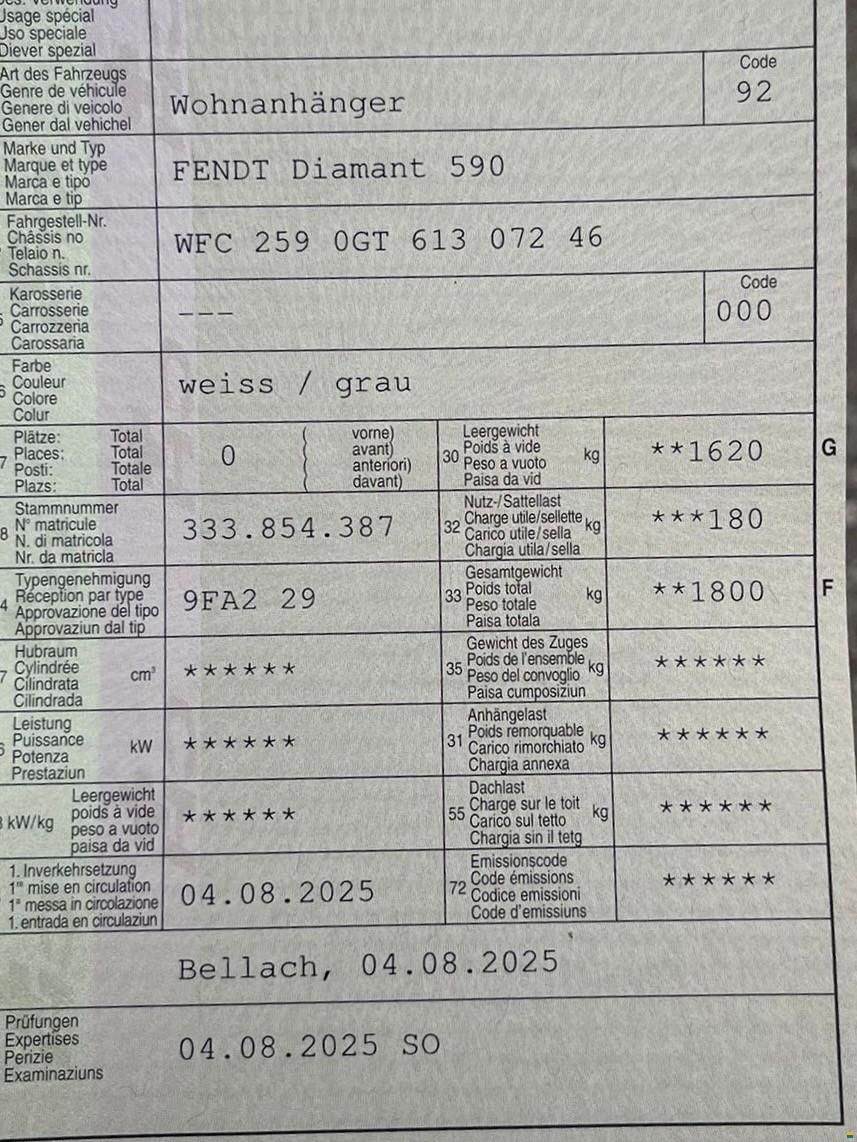 Usage spécial
Uso speciale
Diever spezial
Art des Fahrzeugs
Genre de véhicule
Genere di veicolo
Gener dal vehichel
Wohnanhänger
Code
92
Marke und Typ
Marque et type
Marca e tipo
Marca e tip
FENDT Diamant 590
Fahrgestell-Nr.
Châssis no
Telaio n.
Schassis nr.
WFC 259 0GT 613 072 46
Karosserie
Carrosserie
Carrozzeria
Carossaria
---
Code
000
Farbe
Couleur
Colore
Colur
weiss / grau
Plätze: Total
Places: Total
Posti: Totale
Plazs: Total
0
( vorne)
( avant)
( anteriori)
( davant)
30
Leergewicht
Poids à vide
Peso a vuoto
Paisa da vid
kg
**1620
G
Stammnummer
N° matricule
N. di matricola
Nr. da matricla
333.854.387
32
Nutz-/Sattellast
Charge utile/sellette
Carico utile/sella
Chargia utila/sella
kg
***180
Typengenehmigung
Réception par type
Approvazione del tipo
Approvaziun dal tip
9FA2 29
33
Gesamtgewicht
Poids total
Peso totale
Paisa totala
kg
**1800
F
Hubraum
Cylindrée
Cilindrata
Cilindrada
cm³
******
35
Gewicht des Zuges
Poids de l'ensemble
Peso del convoglio
Paisa cumposiziun
kg
******
Leistung
Puissance
Potenza
Prestaziun
kW
******
31
Anhängelast
Poids remorquable
Carico rimorchiato
Chargia annexa
kg
******
kW/kg
Leergewicht
poids à vide
peso a vuoto
paisa da vid
******
55
Dachlast
Charge sur le toit
Carico sul tetto
Chargia sin il tetg
kg
******
1. Inverkehrsetzung
1re mise en circulation
1a messa in circolazione
1. entrada en circulaziun
04.08.2025
72
Emissionscode
Code émissions
Codice emissioni
Code d'emissiuns
******
Bellach, 04.08.2025
Prüfungen
Expertises
Perizie
Examinaziuns
04.08.2025 SO